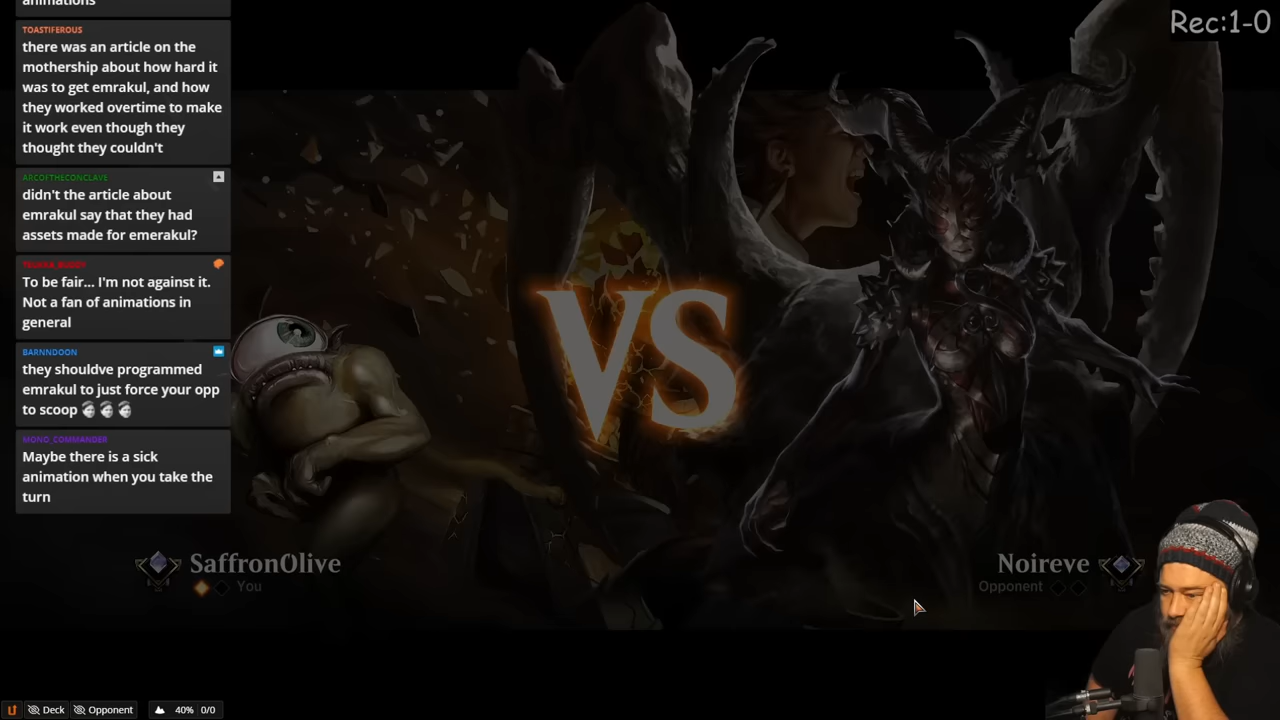 animations
Rec:1-0
TOASTIFEROUS
there was an article on the
mothership about how hard it
was to get emrakul, and how
they worked overtime to make
it work even though they
thought they couldn't
ARCOFTHECONCLAVE
didn't the article about
emrakul say that they had
assets made for emerakul?
To be fair... I'm not against it.
Not a fan of animations in
general
BARNNDOON
they shouldve programmed
emrakul to just force your opp
to scoop
MONO_COMMANDER
Maybe there is a sick
animation when you take the
turn
VS
SaffronOlive
You
Noireve
Opponent
Deck
Opponent
40%
0/0